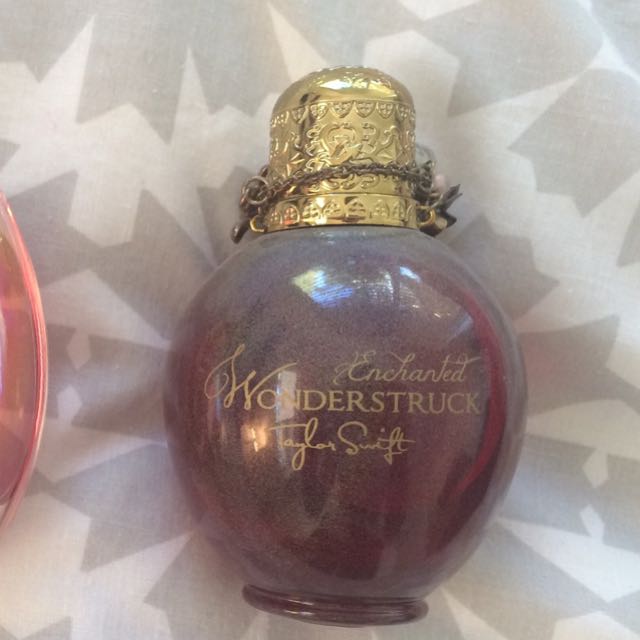 Enchanted
WONDERSTRUCK
Taylor Swift